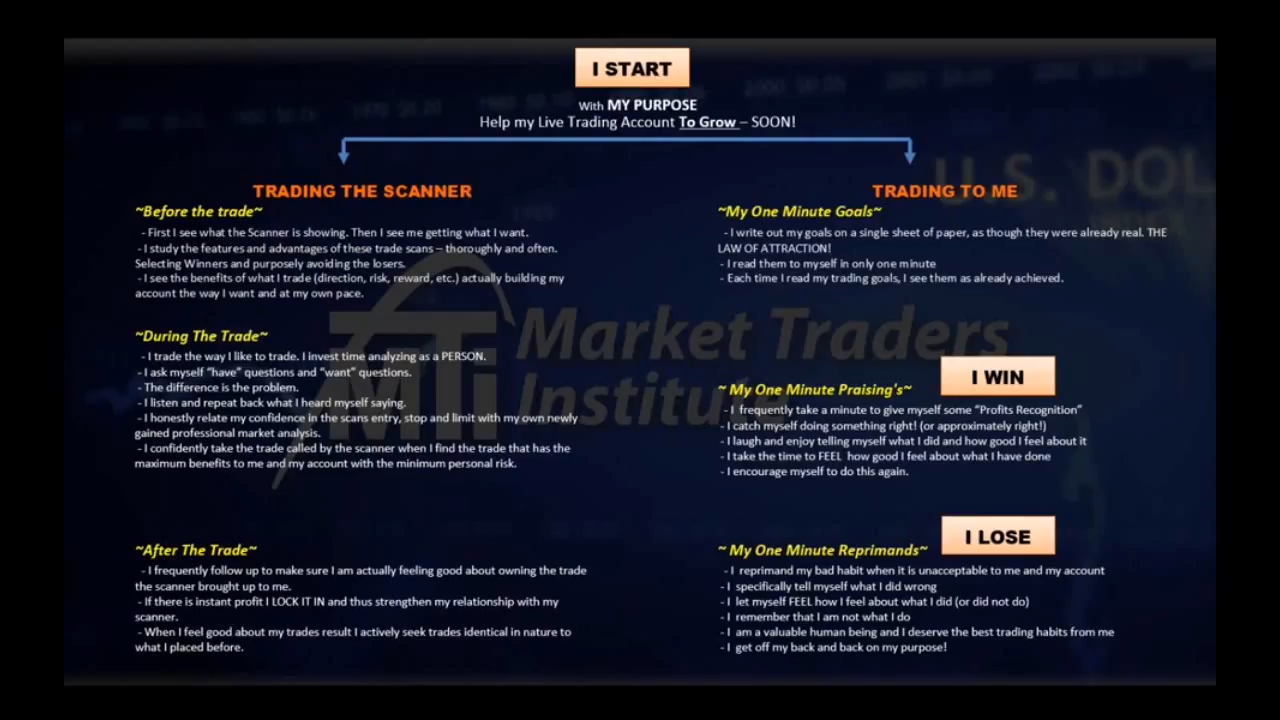 I START
With MY PURPOSE
Help my Live Trading Account To Grow – SOON!
TRADING THE SCANNER
~Before the trade~
- First I see what the Scanner is showing. Then I see me getting what I want.
- I study the features and advantages of these trade scans – thoroughly and often.
Selecting Winners and purposely avoiding the losers.
- I see the benefits of what I trade (direction, risk, reward, etc.) actually building my
account the way I want and at my own pace.
~During The Trade~
- I trade the way I like to trade. I invest time analyzing as a PERSON.
- I ask myself “have” questions and “want” questions.
- The difference is the problem.
- I listen and repeat back what I heard myself saying.
- I honestly relate my confidence in the scans entry, stop and limit with my own newly
gained professional market analysis.
- I confidently take the trade called by the scanner when I find the trade that has the
maximum benefits to me and my account with the minimum personal risk.
~After The Trade~
- I frequently follow up to make sure I am actually feeling good about owning the trade
the scanner brought up to me.
- If there is instant profit I LOCK IT IN and thus strengthen my relationship with my
scanner.
- When I feel good about my trades result I actively seek trades identical in nature to
what I placed before.
TRADING TO ME
~My One Minute Goals~
- I write out my goals on a single sheet of paper, as though they were already real. THE
LAW OF ATTRACTION!
- I read them to myself in only one minute
- Each time I read my trading goals, I see them as already achieved.
I WIN
~ My One Minute Praising's~
- I frequently take a minute to give myself some “Profits Recognition”
- I catch myself doing something right! (or approximately right!)
- I laugh and enjoy telling myself what I did and how good I feel about it
- I take the time to FEEL how good I feel about what I have done
- I encourage myself to do this again.
I LOSE
~ My One Minute Reprimands~
- I reprimand my bad habit when it is unacceptable to me and my account
- I specifically tell myself what I did wrong
- I let myself FEEL how I feel about what I did (or did not do)
- I remember that I am not what I do
- I am a valuable human being and I deserve the best trading habits from me
- I get off my back and back on my purpose!
Market Traders
Institute
MTI
U.S. DOL
INDEX